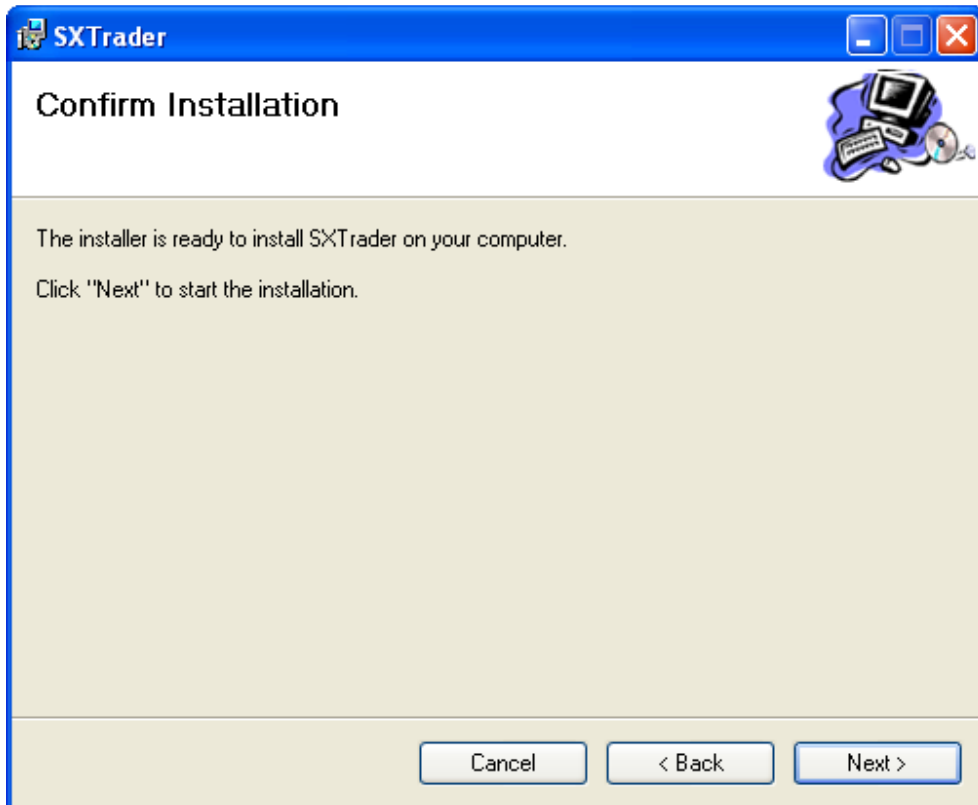 SXTrader
Confirm Installation
The installer is ready to install SXTrader on your computer.
Click "Next" to start the installation.
Cancel
< Back
Next >